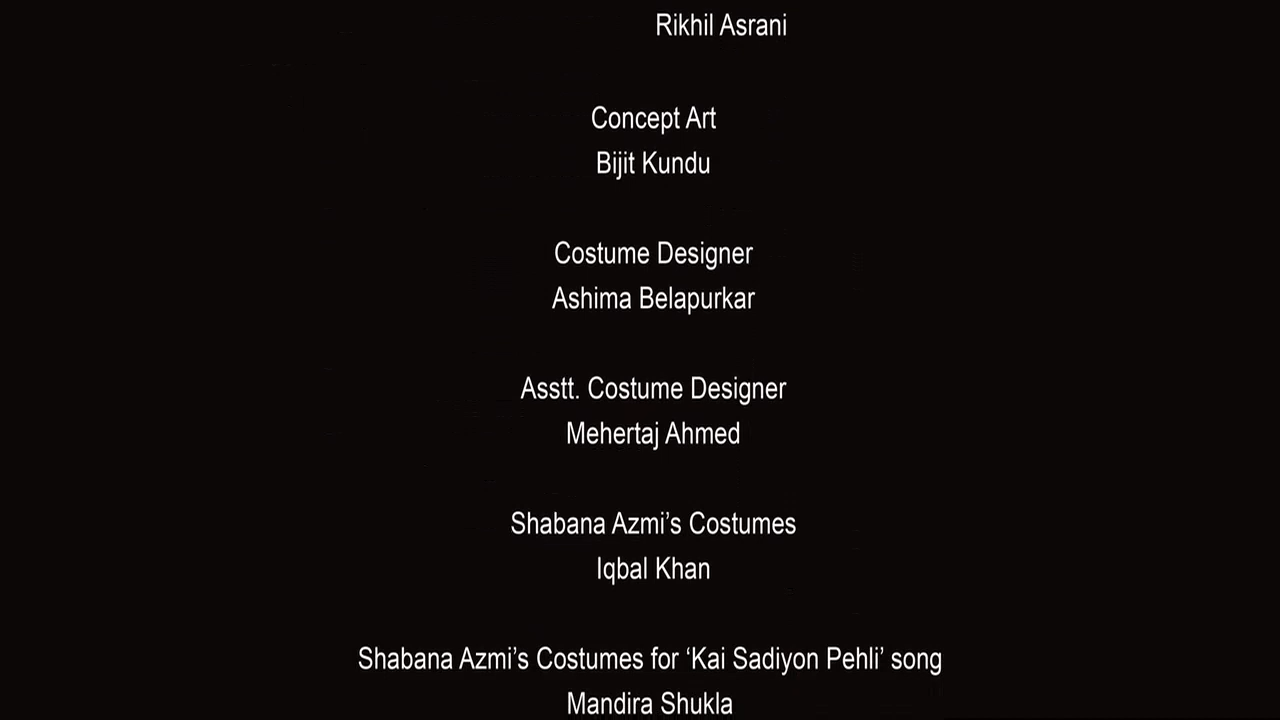 Rikhil Asrani
Concept Art
Bijit Kundu
Costume Designer
Ashima Belapurkar
Asstt. Costume Designer
Mehertaj Ahmed
Shabana Azmi’s Costumes
Iqbal Khan
Shabana Azmi’s Costumes for ‘Kai Sadiyon Pehli’ song
Mandira Shukla